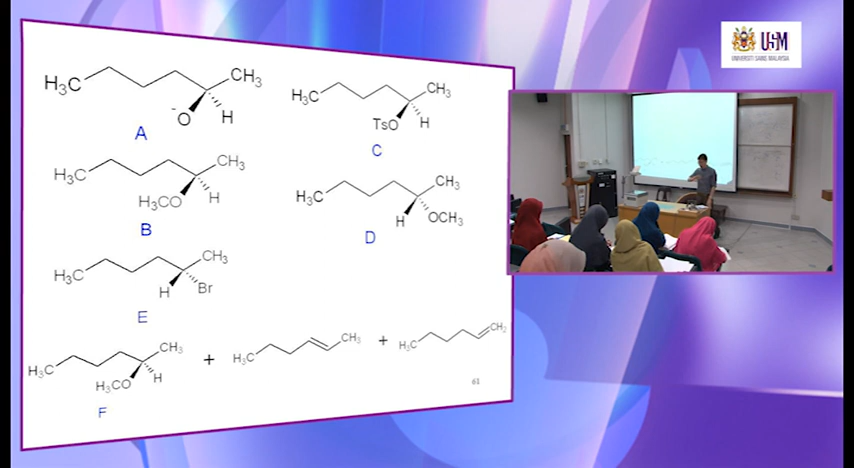 USM
UNIVERSITI SAINS MALAYSIA
H₃C CH₃
⁻O H
A
H₃C CH₃
TsO H
C
H₃C CH₃
H₃CO H
B
H₃C CH₃
H OCH₃
D
H₃C CH₃
H Br
E
H₃C CH₃ + H₃C CH₃ + H₃C CH₂
H₃CO H
F
61